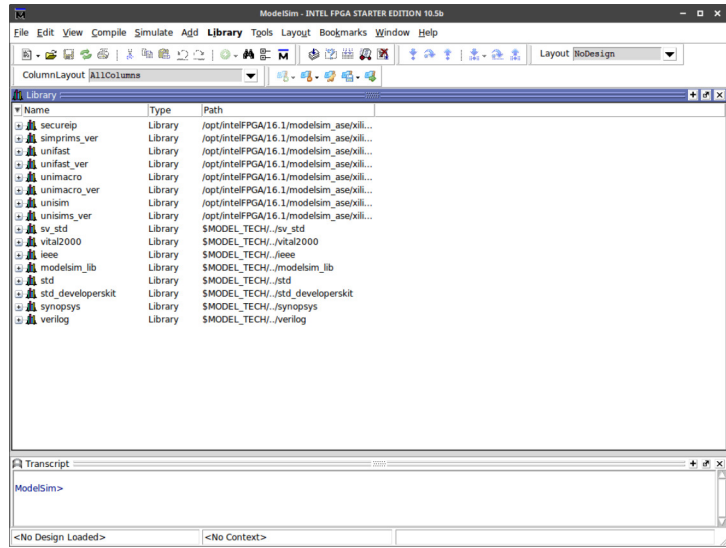 ModelSim - INTEL FPGA STARTER EDITION 10.5b
File Edit View Compile Simulate Add Library Tools Layout Bookmarks Window Help
Layout NoDesign
ColumnLayout AllColumns
Library
Name Type Path
secureip Library /opt/intelFPGA/16.1/modelsim_ase/xili...
simprims_ver Library /opt/intelFPGA/16.1/modelsim_ase/xili...
unifast Library /opt/intelFPGA/16.1/modelsim_ase/xili...
unifast_ver Library /opt/intelFPGA/16.1/modelsim_ase/xili...
unimacro Library /opt/intelFPGA/16.1/modelsim_ase/xili...
unimacro_ver Library /opt/intelFPGA/16.1/modelsim_ase/xili...
unisim Library /opt/intelFPGA/16.1/modelsim_ase/xili...
unisims_ver Library /opt/intelFPGA/16.1/modelsim_ase/xili...
sv_std Library $MODEL_TECH/../sv_std
vital2000 Library $MODEL_TECH/../vital2000
ieee Library $MODEL_TECH/../ieee
modelsim_lib Library $MODEL_TECH/../modelsim_lib
std Library $MODEL_TECH/../std
std_developerskit Library $MODEL_TECH/../std_developerskit
synopsys Library $MODEL_TECH/../synopsys
verilog Library $MODEL_TECH/../verilog
Transcript
ModelSim>
<No Design Loaded> <No Context>